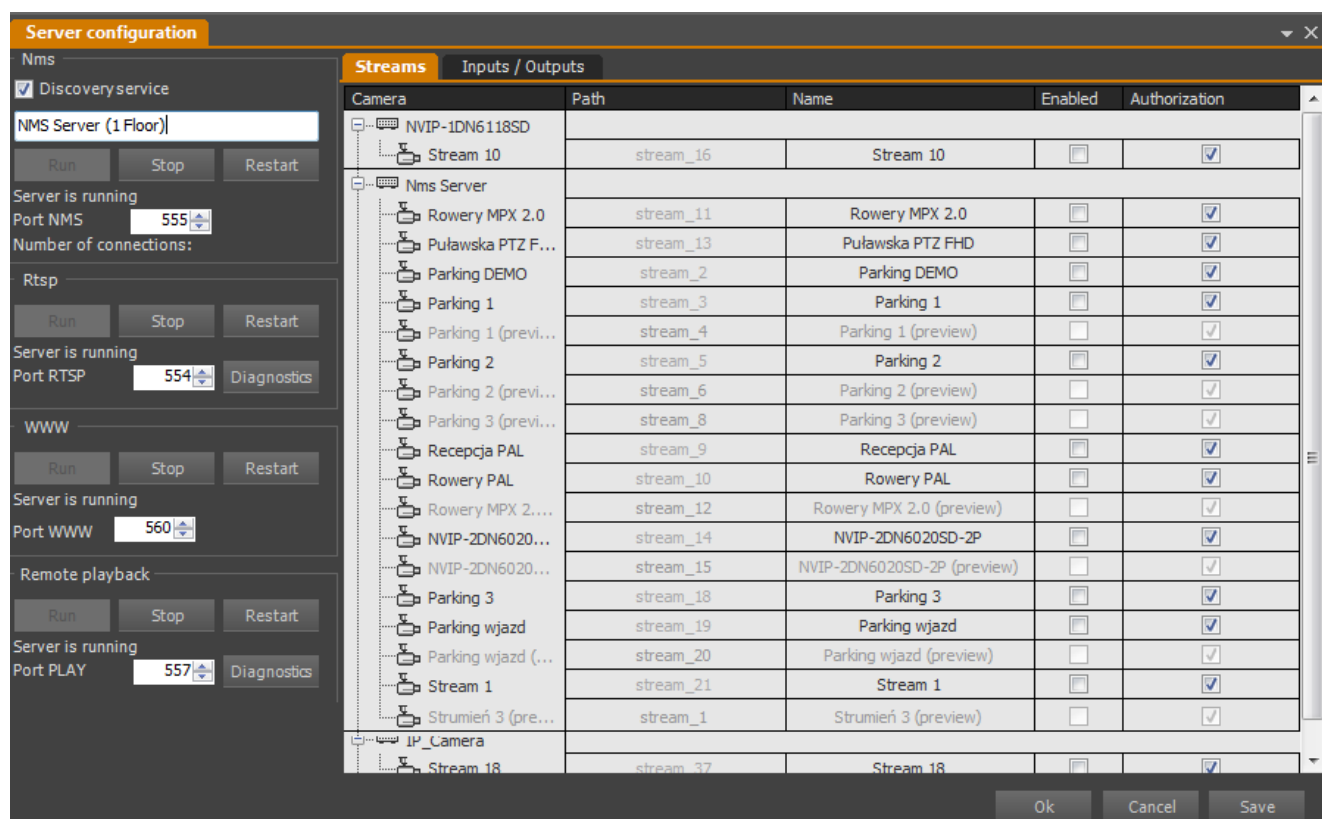 Server configuration
Nms
Discovery service
NMS Server (1 Floor)
Run Stop Restart
Server is running
Port NMS 555
Number of connections:
Rtsp
Run Stop Restart
Server is running
Port RTSP 554 Diagnostics
WWW
Run Stop Restart
Server is running
Port WWW 560
Remote playback
Run Stop Restart
Server is running
Port PLAY 557 Diagnostics
Streams Inputs / Outputs
Camera Path Name Enabled Authorization
NVIP-1DN6118SD
Stream 10 stream_16 Stream 10
Nms Server
Rowery MPX 2.0 stream_11 Rowery MPX 2.0
Puławska PTZ F... stream_13 Puławska PTZ FHD
Parking DEMO stream_2 Parking DEMO
Parking 1 stream_3 Parking 1
Parking 1 (previ... stream_4 Parking 1 (preview)
Parking 2 stream_5 Parking 2
Parking 2 (previ... stream_6 Parking 2 (preview)
Parking 3 (previ... stream_8 Parking 3 (preview)
Recepcja PAL stream_9 Recepcja PAL
Rowery PAL stream_10 Rowery PAL
Rowery MPX 2.... stream_12 Rowery MPX 2.0 (preview)
NVIP-2DN6020... stream_14 NVIP-2DN6020SD-2P
NVIP-2DN6020... stream_15 NVIP-2DN6020SD-2P (preview)
Parking 3 stream_18 Parking 3
Parking wjazd stream_19 Parking wjazd
Parking wjazd (... stream_20 Parking wjazd (preview)
Stream 1 stream_21 Stream 1
Strumień 3 (pre... stream_1 Strumień 3 (preview)
IP_Camera
Stream 18 stream_37 Stream 18
Ok Cancel Save